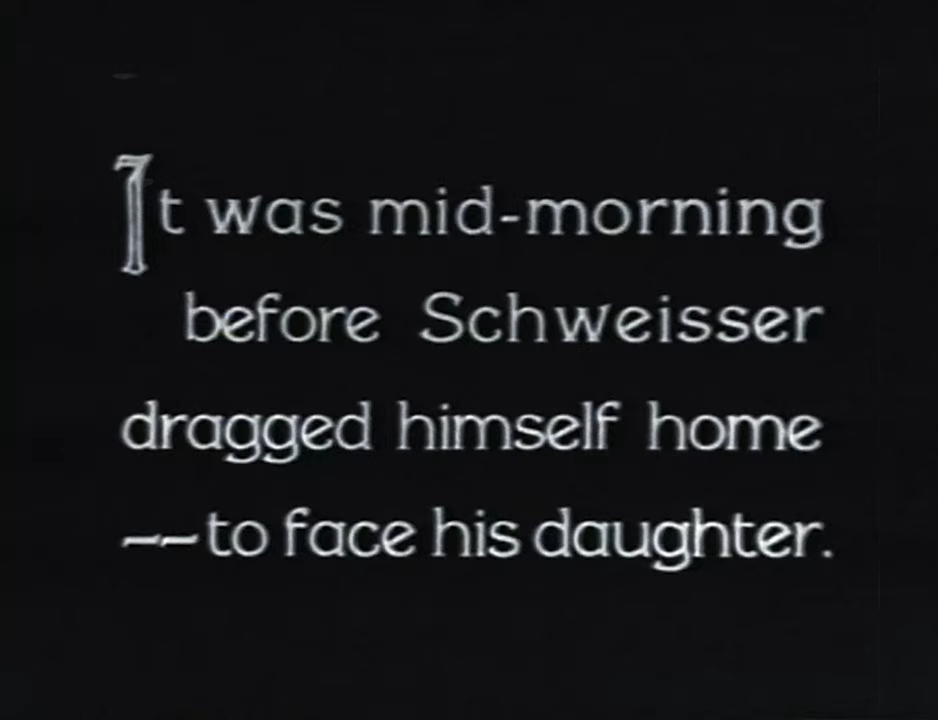 It was mid-morning
before Schweisser
dragged himself home
--to face his daughter.